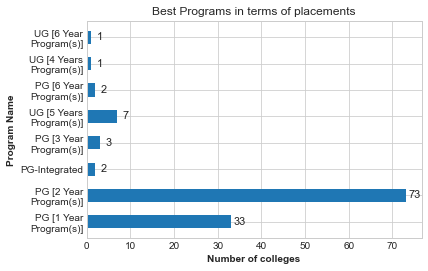 Best Programs in terms of placements
UG [6 Year
Program(s)]
1
UG [4 Years
Program(s)]
1
PG [6 Year
Program(s)]
2
UG [5 Years
Program(s)]
7
PG [3 Year
Program(s)]
3
PG-Integrated
2
PG [2 Year
Program(s)]
73
PG [1 Year
Program(s)]
33
0 10 20 30 40 50 60 70
Number of colleges
Program Name